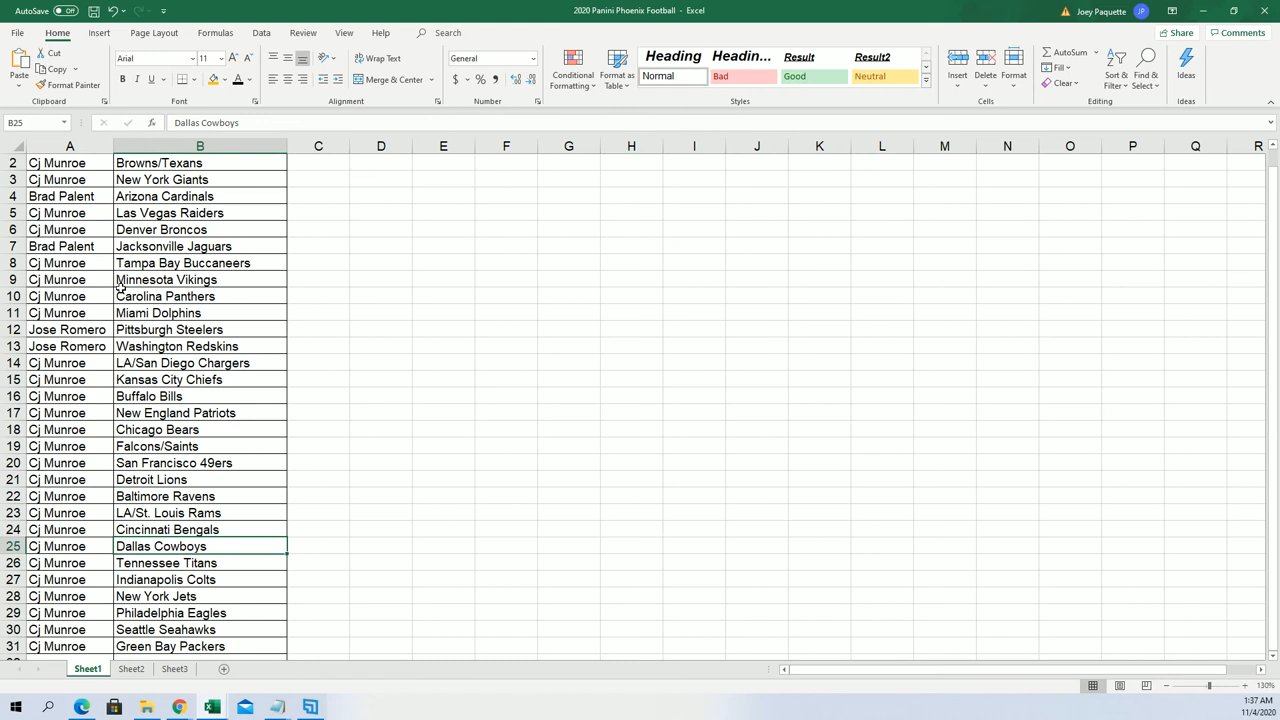 AutoSave Off
2020 Panini Phoenix Football - Excel
Joey Paquette JP
File Home Insert Page Layout Formulas Data Review View Help Search Share Comments
Paste
Cut
Copy
Format Painter
Clipboard
Arial 11 A A
B I U A
Font
ab Wrap Text
Merge & Center
Alignment
General
$ % 9
Number
Conditional Formatting
Format as Table
Heading Headin... Result Result2
Normal Bad Good Neutral
Styles
Insert Delete Format
Cells
AutoSum
Fill
Clear
Sort & Filter
Find & Select
Editing
Ideas
Ideas
B25 fx Dallas Cowboys
A B C D E F G H I J K L M N O P Q R
2 Cj Munroe Browns/Texans
3 Cj Munroe New York Giants
4 Brad Palent Arizona Cardinals
5 Cj Munroe Las Vegas Raiders
6 Cj Munroe Denver Broncos
7 Brad Palent Jacksonville Jaguars
8 Cj Munroe Tampa Bay Buccaneers
9 Cj Munroe Minnesota Vikings
10 Cj Munroe Carolina Panthers
11 Cj Munroe Miami Dolphins
12 Jose Romero Pittsburgh Steelers
13 Jose Romero Washington Redskins
14 Cj Munroe LA/San Diego Chargers
15 Cj Munroe Kansas City Chiefs
16 Cj Munroe Buffalo Bills
17 Cj Munroe New England Patriots
18 Cj Munroe Chicago Bears
19 Cj Munroe Falcons/Saints
20 Cj Munroe San Francisco 49ers
21 Cj Munroe Detroit Lions
22 Cj Munroe Baltimore Ravens
23 Cj Munroe LA/St. Louis Rams
24 Cj Munroe Cincinnati Bengals
25 Cj Munroe Dallas Cowboys
26 Cj Munroe Tennessee Titans
27 Cj Munroe Indianapolis Colts
28 Cj Munroe New York Jets
29 Cj Munroe Philadelphia Eagles
30 Cj Munroe Seattle Seahawks
31 Cj Munroe Green Bay Packers
Sheet1 Sheet2 Sheet3
130%
1:37 AM
11/4/2020